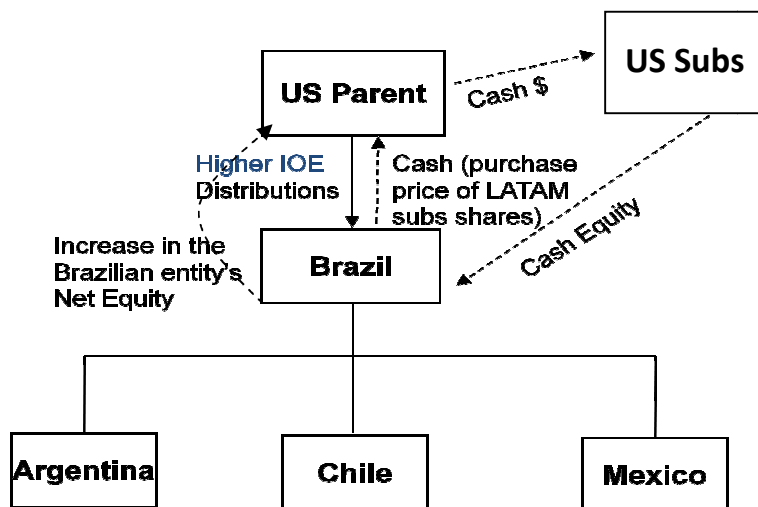 US Subs
US Parent
Cash $
Higher IOE
Distributions
Cash (purchase
price of LATAM
subs shares)
Cash Equity
Increase in the
Brazilian entity's
Net Equity
Brazil
Argentina
Chile
Mexico